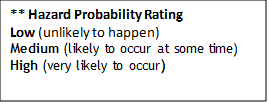 ** Hazard Probability Rating
Low (unlikely to happen)
Medium (likely to occur at some time)
High (very likely to occur)